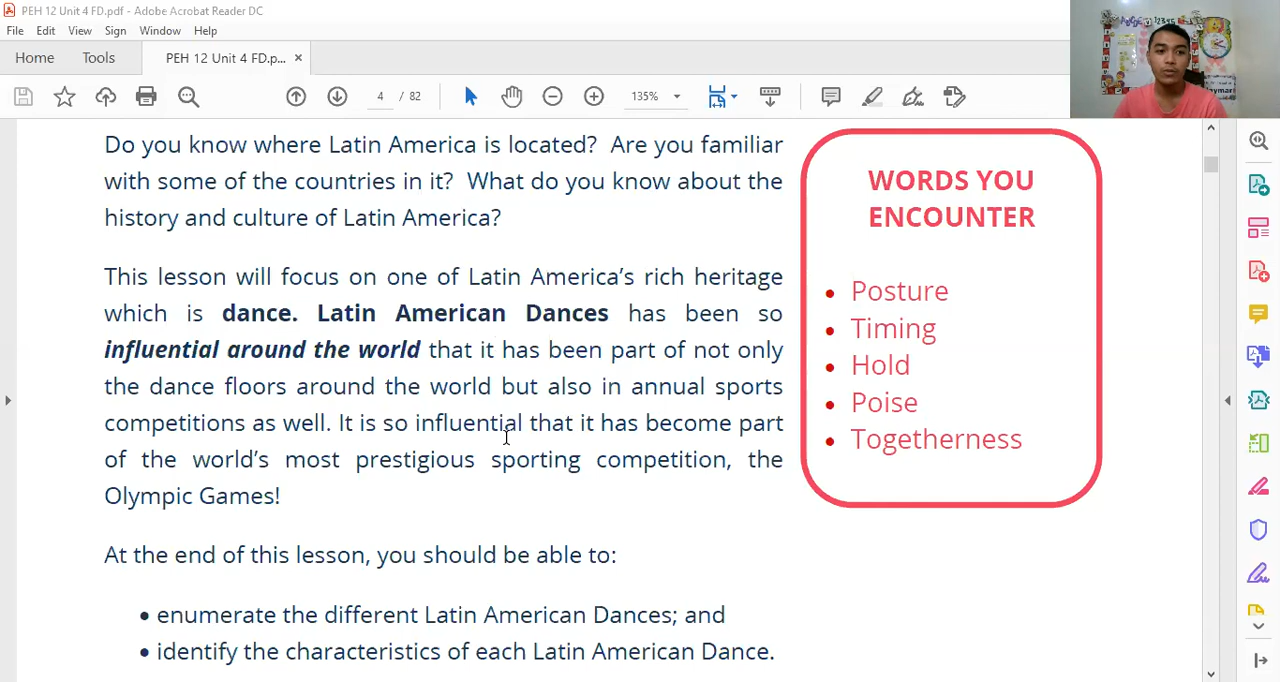 PEH 12 Unit 4 FD.pdf - Adobe Acrobat Reader DC
File Edit View Window Sign Help
Home Tools PEH 12 Unit 4 FD.p... ×
4 / 82 135%
Do you know where Latin America is located? Are you familiar
with some of the countries in it? What do you know about the
history and culture of Latin America?
This lesson will focus on one of Latin America's rich heritage
which is dance. Latin American Dances has been so
influential around the world that it has been part of not only
the dance floors around the world but also in annual sports
competitions as well. It is so influential that it has become part
of the world's most prestigious sporting competition, the
Olympic Games!
At the end of this lesson, you should be able to:
• enumerate the different Latin American Dances; and
• identify the characteristics of each Latin American Dance.
WORDS YOU
ENCOUNTER
• Posture
• Timing
• Hold
• Poise
• Togetherness